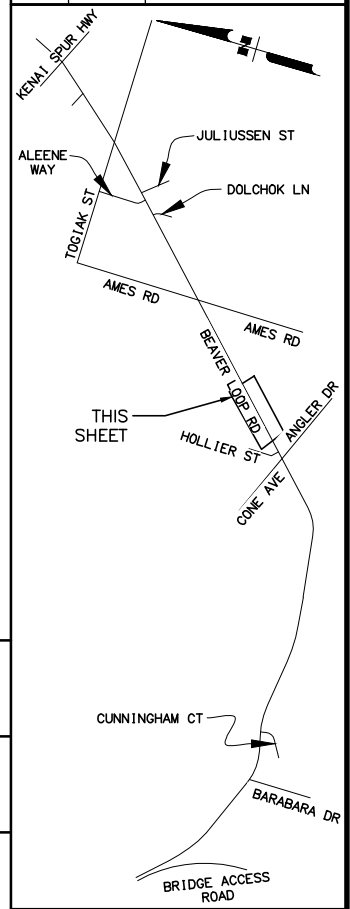 KENAI SPUR HWY
JULIUSSEN ST
ALEENE
WAY
DOLCHOK LN
TOGIAK ST
AMES RD
AMES RD
BEAVER LOOP RD
THIS
SHEET
ANGLER DR
HOLLIER ST
CONE AVE
CUNNINGHAM CT
BARABARA DR
BRIDGE ACCESS
ROAD